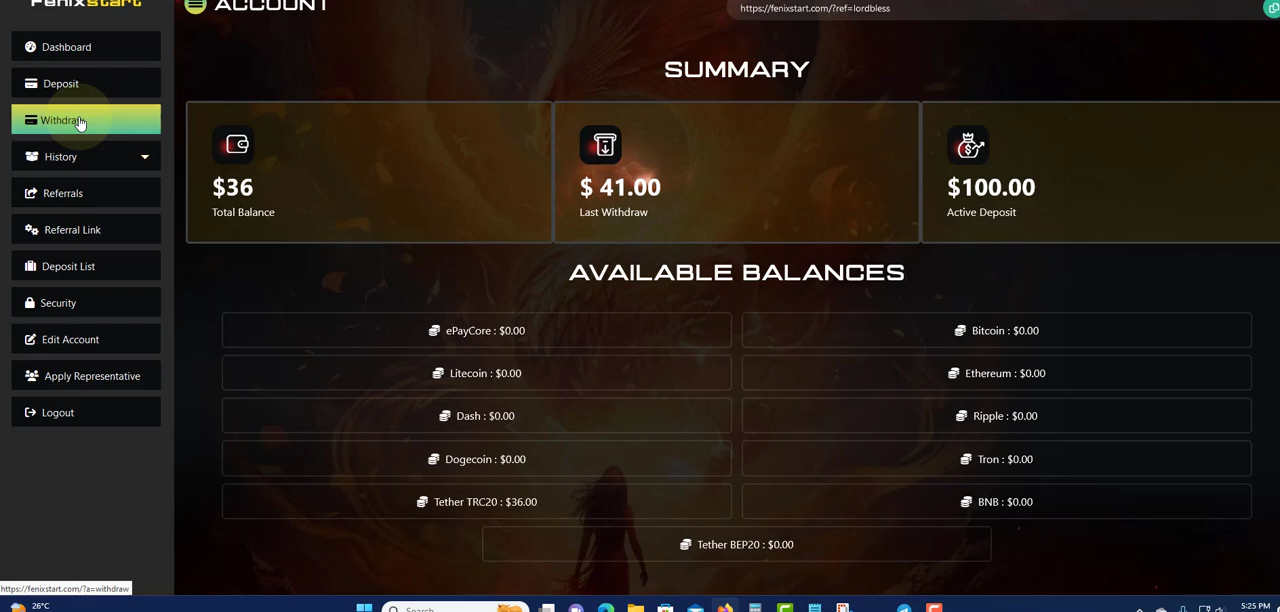 Fenixstart
ACCOUNT
https://fenixstart.com/?ref=lordbless
Dashboard
Deposit
Withdraw
History
Referrals
Referral Link
Deposit List
Security
Edit Account
Apply Representative
Logout
SUMMARY
$36
Total Balance
$ 41.00
Last Withdraw
$100.00
Active Deposit
AVAILABLE BALANCES
ePayCore : $0.00
Bitcoin : $0.00
Litecoin : $0.00
Ethereum : $0.00
Dash : $0.00
Ripple : $0.00
Dogecoin : $0.00
Tron : $0.00
Tether TRC20 : $36.00
BNB : $0.00
Tether BEP20 : $0.00
https://fenixstart.com/?a=withdraw
26°C
Search
5:25 PM